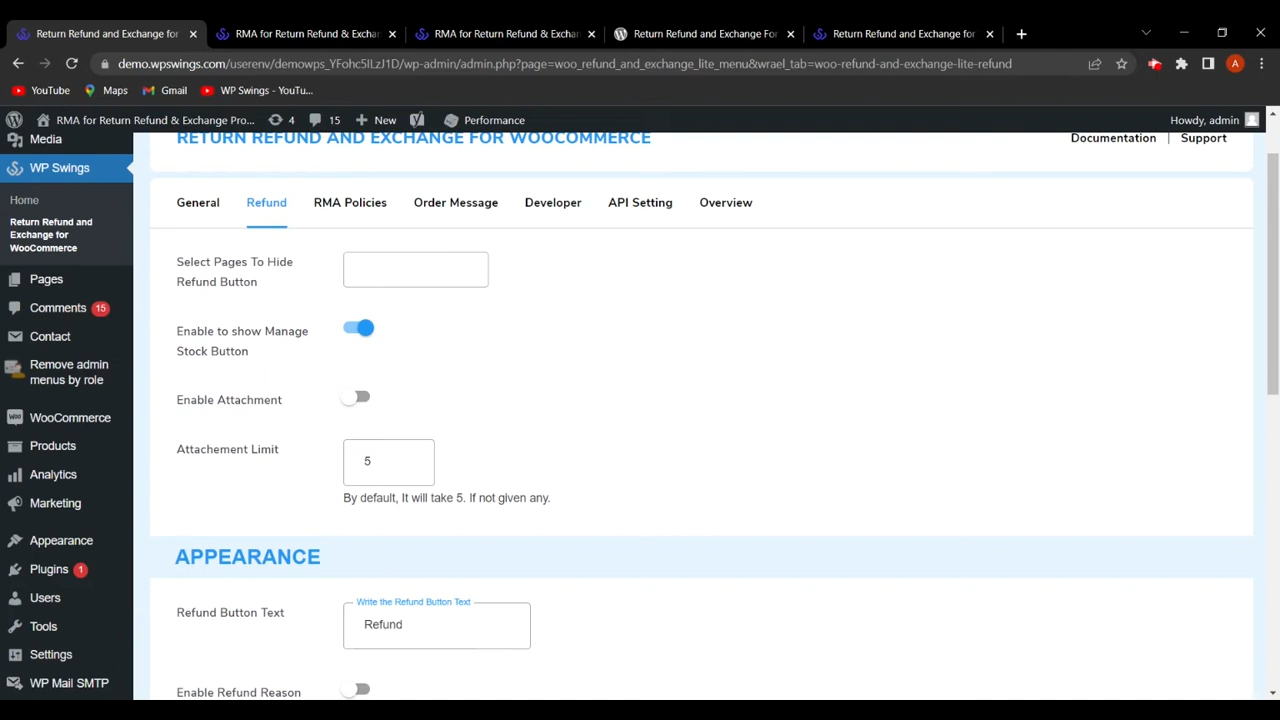 Return Refund and Exchange for
RMA for Return Refund & Exchan
RMA for Return Refund & Exchan
Return Refund and Exchange For
Return Refund and Exchange for
demo.wpswings.com/userenv/demowps_YFohc5ILzJ1D/wp-admin/admin.php?page=woo_refund_and_exchange_lite_menu&wrael_tab=woo-refund-and-exchange-lite-refund
A
YouTube
Maps
Gmail
WP Swings - YouTu...
RMA for Return Refund & Exchange Pro...
4
15
New
Performance
Howdy, admin
Media
WP Swings
Home
Return Refund and
Exchange for
WooCommerce
Pages
Comments 15
Contact
Remove admin
menus by role
WooCommerce
Products
Analytics
Marketing
Appearance
Plugins 1
Users
Tools
Settings
WP Mail SMTP
RETURN REFUND AND EXCHANGE FOR WOOCOMMERCE
Documentation | Support
General Refund RMA Policies Order Message Developer API Setting Overview
Select Pages To Hide
Refund Button
Enable to show Manage
Stock Button
Enable Attachment
Attachement Limit
5
By default, It will take 5. If not given any.
APPEARANCE
Write the Refund Button Text
Refund Button Text
Refund
Enable Refund Reason